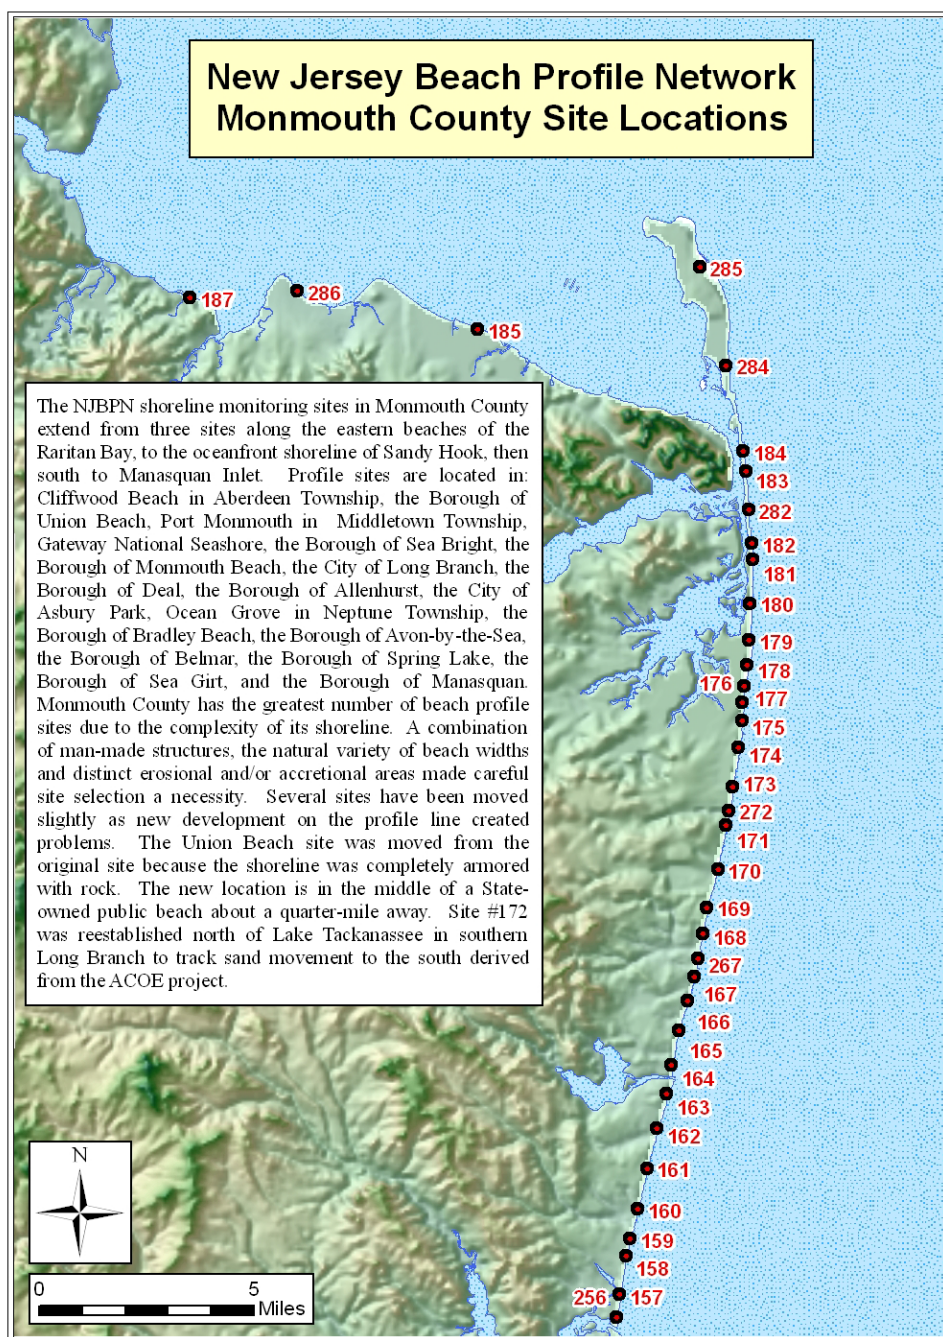 New Jersey Beach Profile Network
Monmouth County Site Locations
285
187
286
185
284
The NJBPN shoreline monitoring sites in Monmouth County
extend from three sites along the eastern beaches of the
Raritan Bay, to the oceanfront shoreline of Sandy Hook, then
south to Manasquan Inlet. Profile sites are located in:
Cliffwood Beach in Aberdeen Township, the Borough of
Union Beach, Port Monmouth in Middletown Township,
Gateway National Seashore, the Borough of Sea Bright, the
Borough of Monmouth Beach, the City of Long Branch, the
Borough of Deal, the Borough of Allenhurst, the City of
Asbury Park, Ocean Grove in Neptune Township, the
Borough of Bradley Beach, the Borough of Avon-by-the-Sea,
the Borough of Belmar, the Borough of Spring Lake, the
Borough of Sea Girt, and the Borough of Manasquan.
Monmouth County has the greatest number of beach profile
sites due to the complexity of its shoreline. A combination
of man-made structures, the natural variety of beach widths
and distinct erosional and/or accretional areas made careful
site selection a necessity. Several sites have been moved
slightly as new development on the profile line created
problems. The Union Beach site was moved from the
original site because the shoreline was completely armored
with rock. The new location is in the middle of a State-
owned public beach about a quarter-mile away. Site #172
was reestablished north of Lake Tackanassee in southern
Long Branch to track sand movement to the south derived
from the ACOE project.
184
183
282
182
181
180
179
178
176
177
175
174
173
272
171
170
169
168
267
167
166
165
164
163
162
161
160
159
158
256
157
N
0
5
Miles